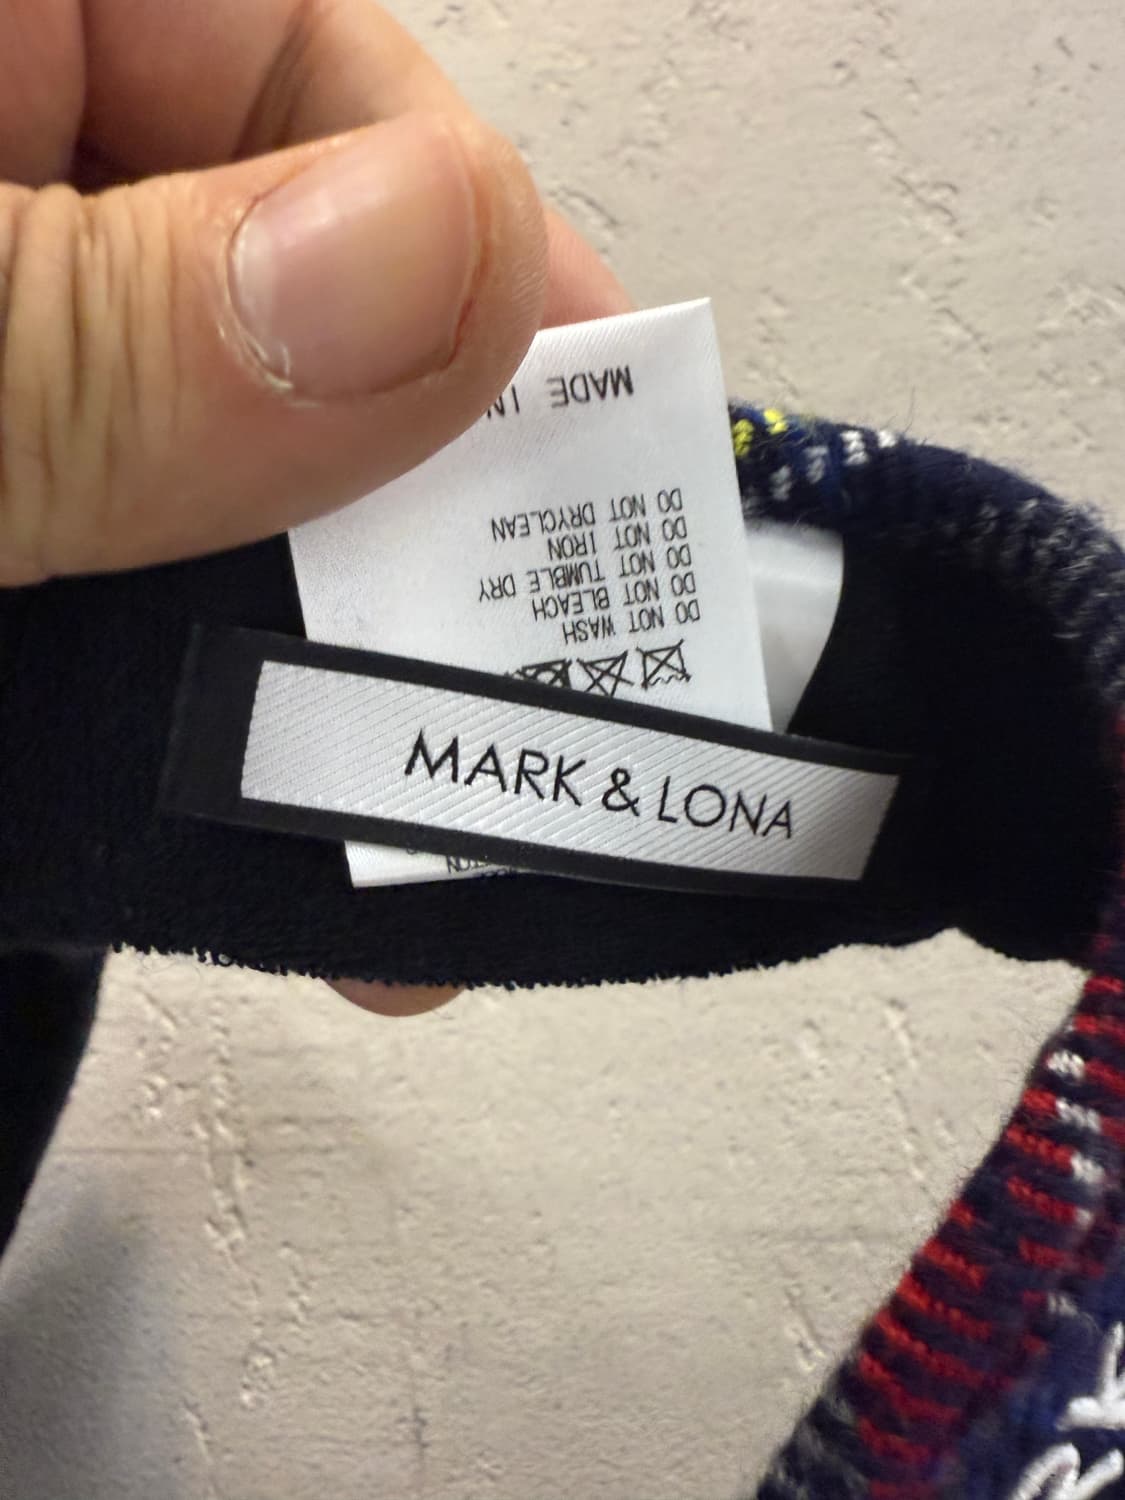 MARK & LONA
DO NOT WASH
DO NOT BLEACH
DO NOT TUMBLE DRY
DO NOT IRON
DO NOT DRYCLEAN
MADE IN